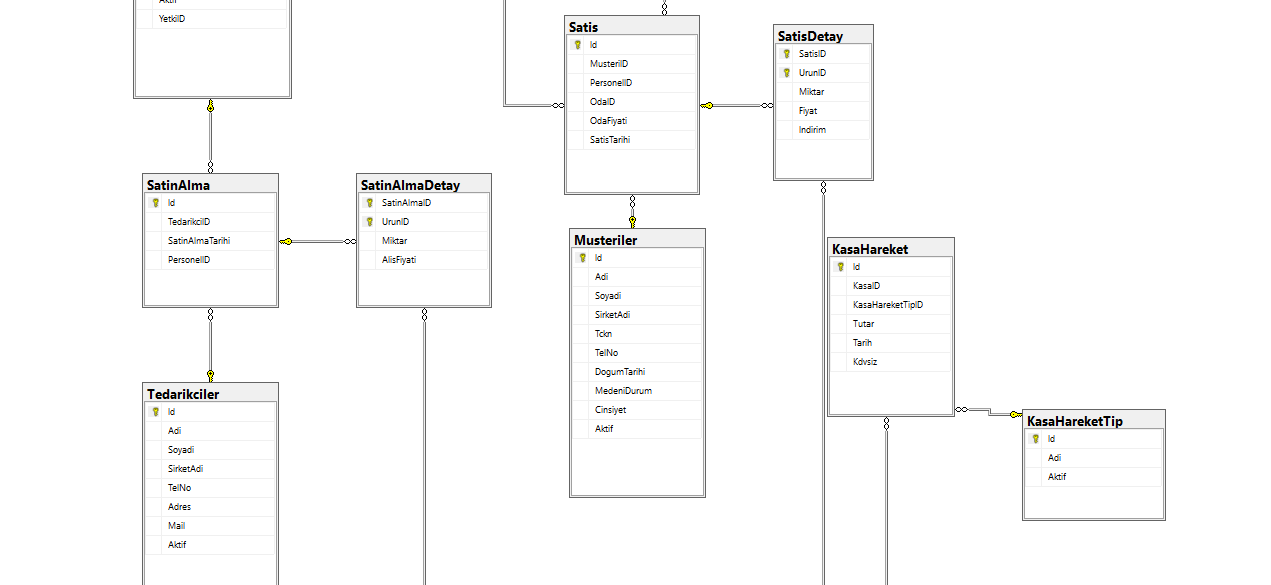 Aktif
YetkiID
Satis
Id
MusteriID
PersonelID
OdaID
OdaFiyati
SatisTarihi
SatisDetay
SatisID
UrunID
Miktar
Fiyat
Indirim
SatinAlma
Id
TedarikciID
SatinAlmaTarihi
PersonelID
SatinAlmaDetay
SatinAlmaID
UrunID
Miktar
AlisFiyati
Musteriler
Id
Adi
Soyadi
SirketAdi
Tckn
TelNo
DogumTarihi
MedeniDurum
Cinsiyet
Aktif
KasaHareket
Id
KasaID
KasaHareketTipID
Tutar
Tarih
Kdvsiz
Tedarikciler
Id
Adi
Soyadi
SirketAdi
TelNo
Adres
Mail
Aktif
KasaHareketTip
Id
Adi
Aktif